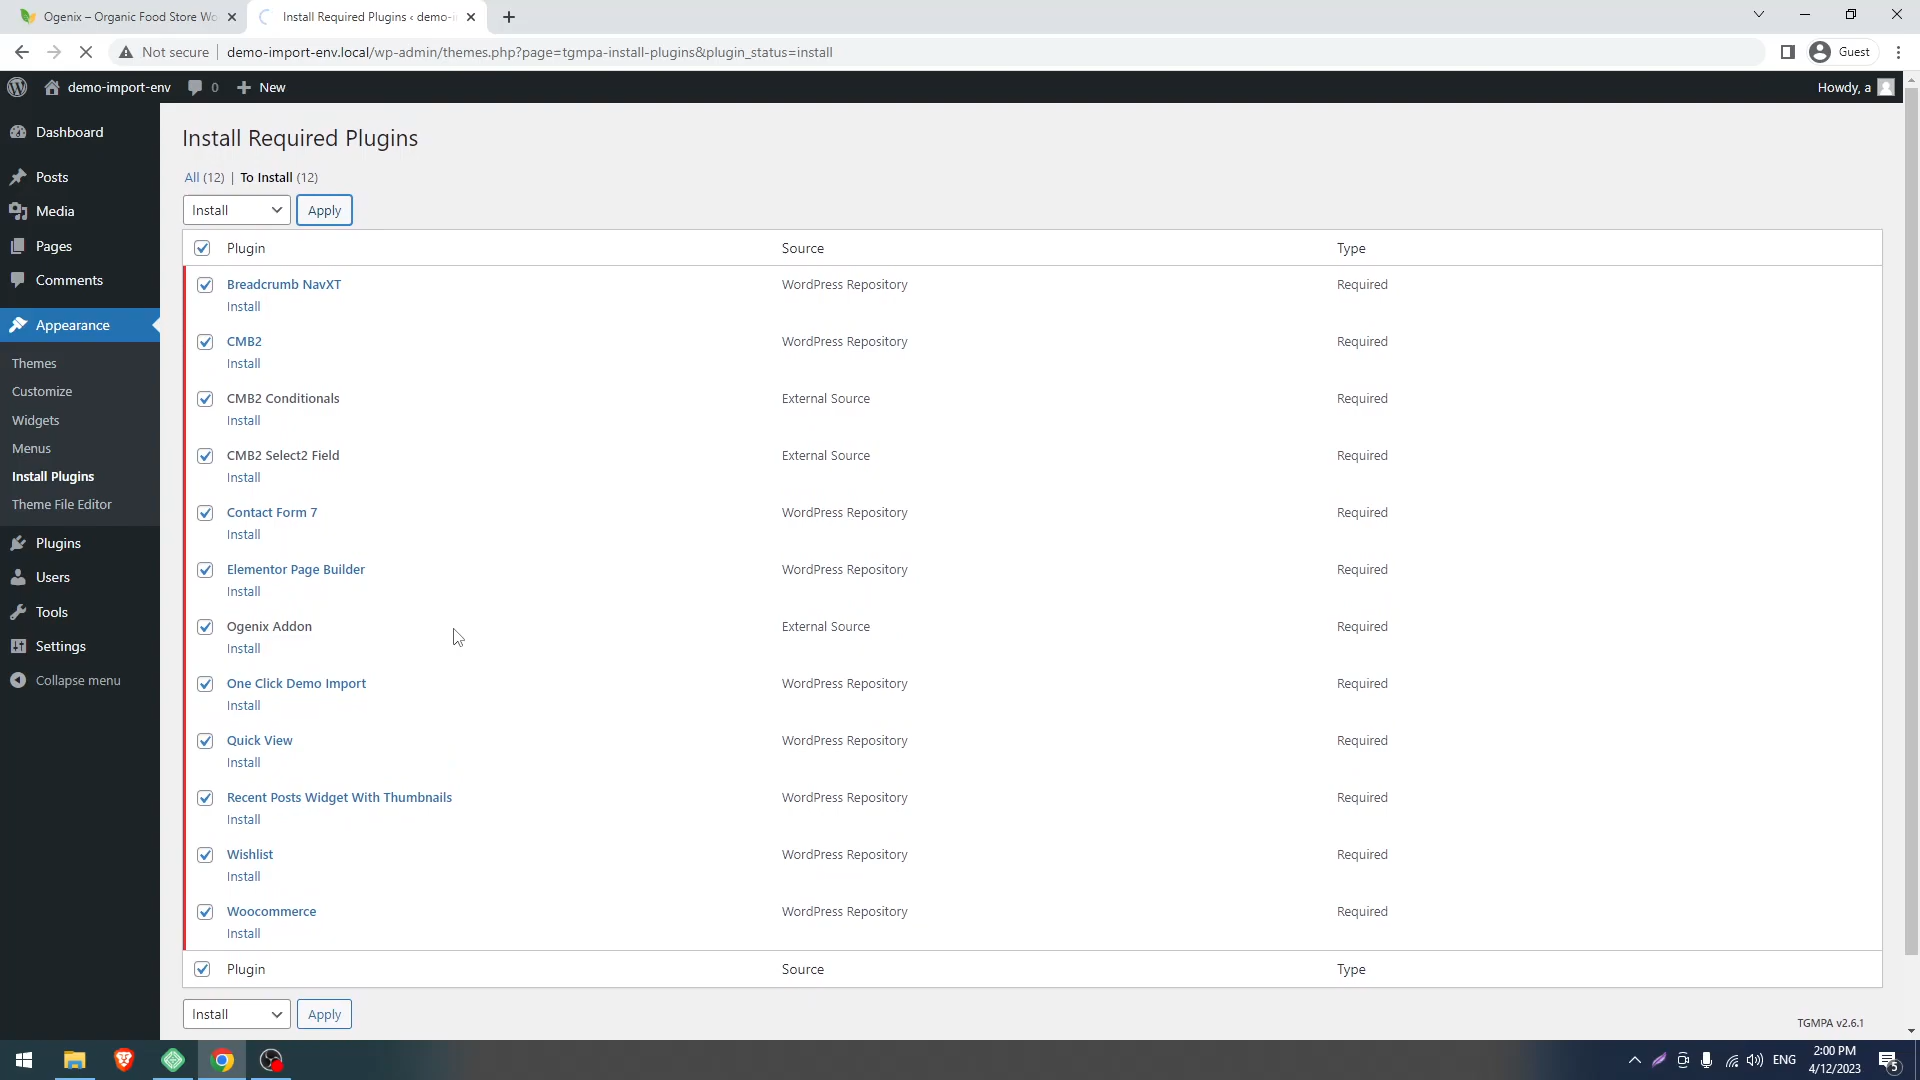 Ogenix – Organic Food Store Wo
Install Required Plugins ‹ demo-i
Not secure
demo-import-env.local/wp-admin/themes.php?page=tgmpa-install-plugins&plugin_status=install
Guest
demo-import-env
0
New
Howdy, a
Dashboard
Posts
Media
Pages
Comments
Appearance
Themes
Customize
Widgets
Menus
Install Plugins
Theme File Editor
Plugins
Users
Tools
Settings
Collapse menu
Install Required Plugins
All (12) | To Install (12)
Install Apply
Plugin Source Type
Breadcrumb NavXT WordPress Repository Required
Install
CMB2 WordPress Repository Required
Install
CMB2 Conditionals External Source Required
Install
CMB2 Select2 Field External Source Required
Install
Contact Form 7 WordPress Repository Required
Install
Elementor Page Builder WordPress Repository Required
Install
Ogenix Addon External Source Required
Install
One Click Demo Import WordPress Repository Required
Install
Quick View WordPress Repository Required
Install
Recent Posts Widget With Thumbnails WordPress Repository Required
Install
Wishlist WordPress Repository Required
Install
Woocommerce WordPress Repository Required
Install
Plugin Source Type
Install Apply
TGMPA v2.6.1
ENG
2:00 PM
4/12/2023
5